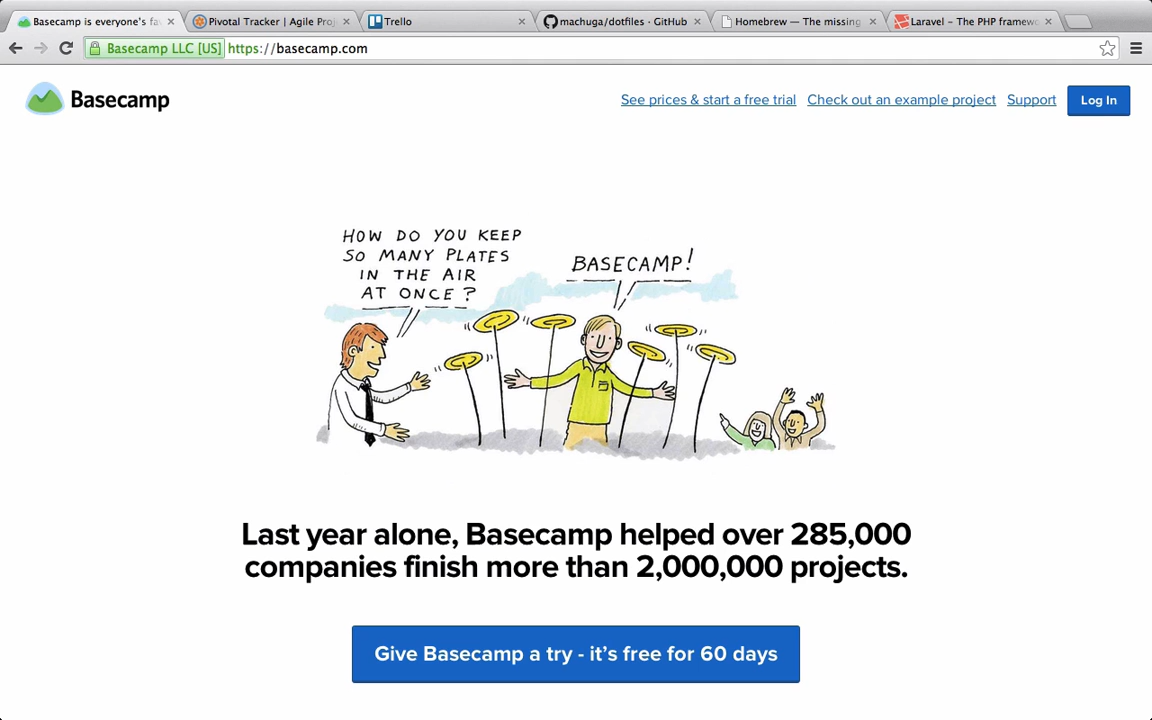 Basecamp is everyone's fa
Pivotal Tracker | Agile Proj
Trello
machuga/dotfiles · GitHub
Homebrew — The missing
Laravel - The PHP framewo
Basecamp LLC [US] https://basecamp.com
Basecamp
See prices & start a free trial
Check out an example project
Support
Log In
HOW DO YOU KEEP
SO MANY PLATES
IN THE AIR
AT ONCE?
BASECAMP!
Last year alone, Basecamp helped over 285,000
companies finish more than 2,000,000 projects.
Give Basecamp a try - it's free for 60 days